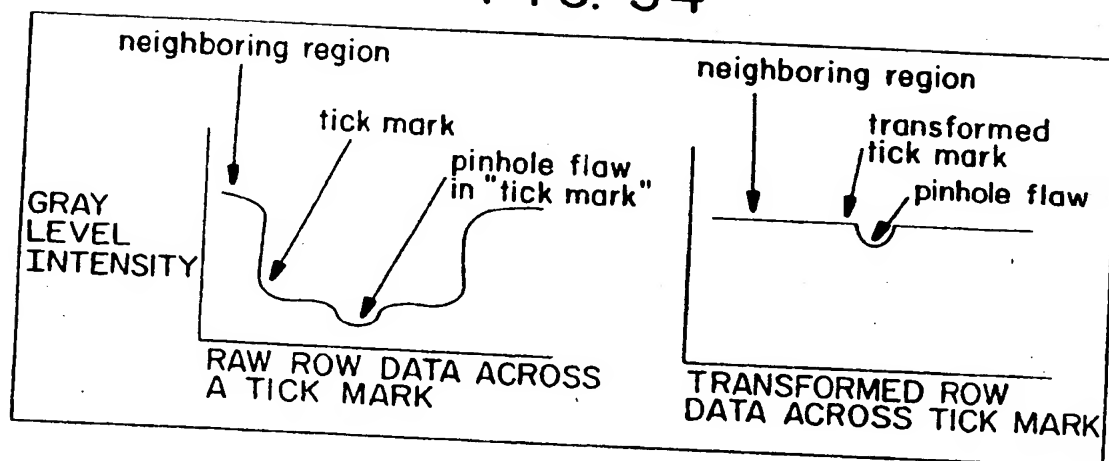 neighboring region
tick mark
pinhole flaw
in "tick mark"
GRAY
LEVEL
INTENSITY
RAW ROW DATA ACROSS
A TICK MARK
neighboring region
transformed
tick mark
pinhole flaw
TRANSFORMED ROW
DATA ACROSS TICK MARK